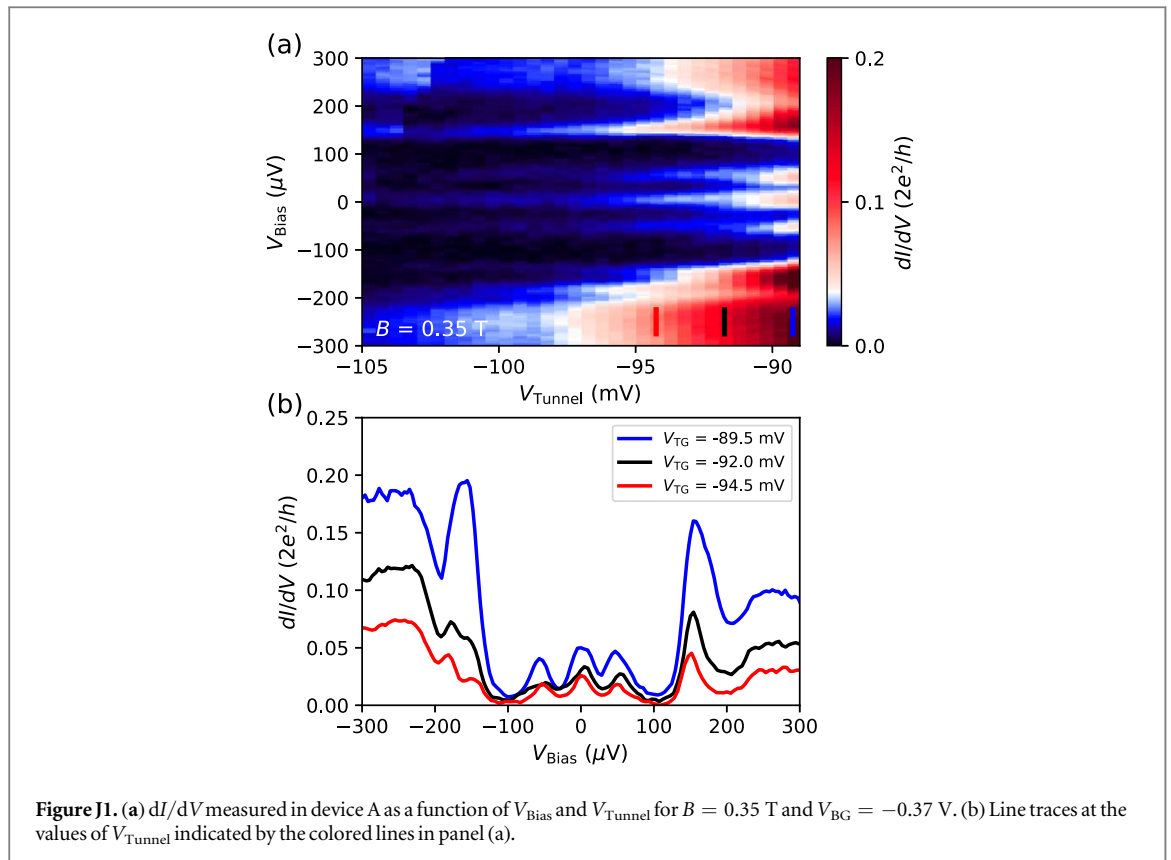 (a)
300
200
100
0
−100
−200
−300
V_Bias (μV)
B = 0.35 T
−105
−100
−95
−90
V_Tunnel (mV)
0.2
0.1
0.0
dI/dV (2e²/h)
(b)
0.25
0.20
0.15
0.10
0.05
0.00
dI/dV (2e²/h)
V_TG = -89.5 mV
V_TG = -92.0 mV
V_TG = -94.5 mV
−300
−200
−100
0
100
200
300
V_Bias (μV)
Figure J1. (a) dI/dV measured in device A as a function of V_Bias and V_Tunnel for B = 0.35 T and V_BG = −0.37 V. (b) Line traces at the
values of V_Tunnel indicated by the colored lines in panel (a).